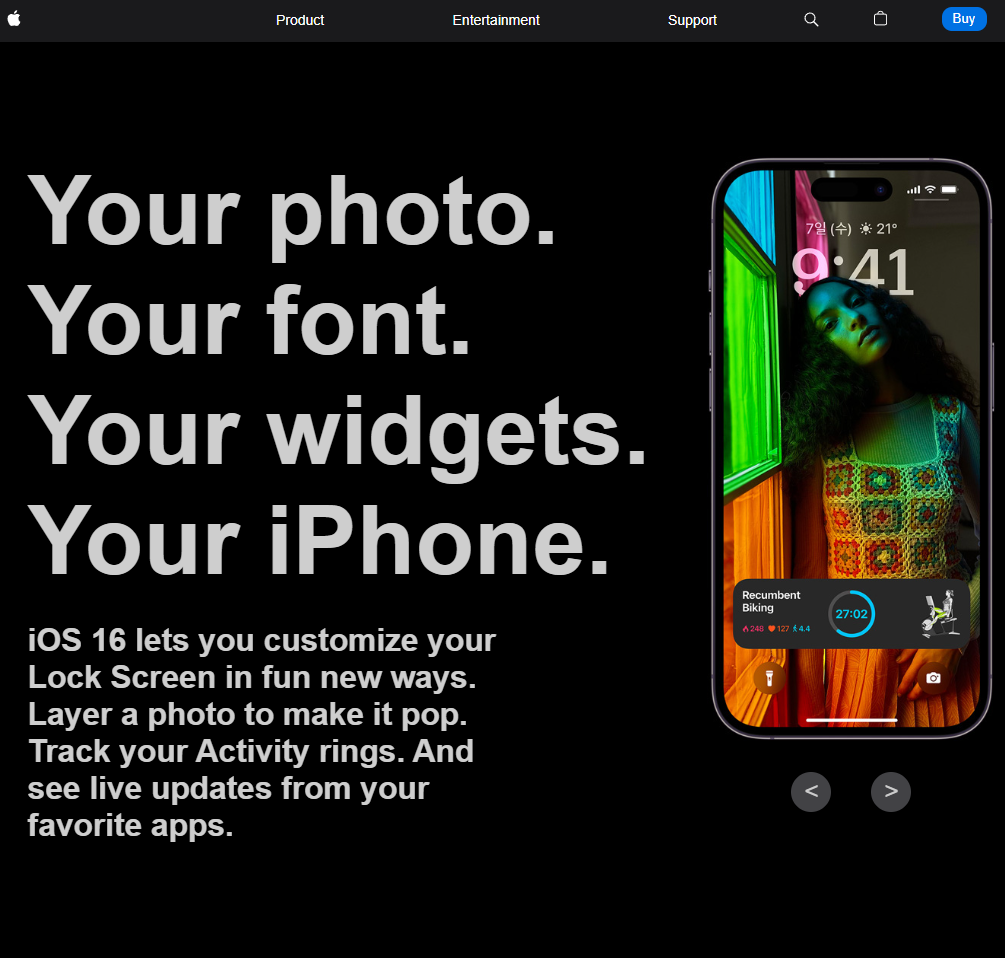 Product
Entertainment
Support
Buy
Your photo.
Your font.
Your widgets.
Your iPhone.
iOS 16 lets you customize your
Lock Screen in fun new ways.
Layer a photo to make it pop.
Track your Activity rings. And
see live updates from your
favorite apps.
7일 (수) 21°
9:41
Recumbent
Biking
248 127 4.4
27:02
< >